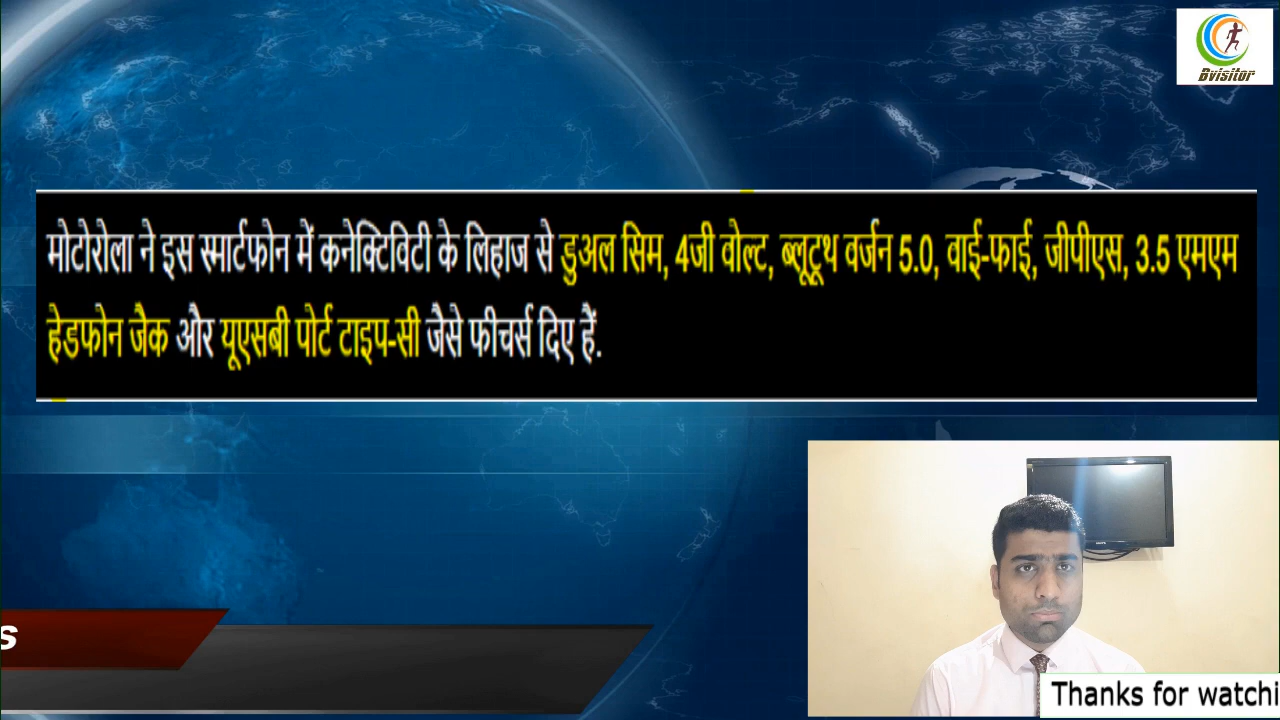 Bvisitor
मोटोरोला ने इस स्मार्टफोन में कनेक्टिविटी के लिहाज से डुअल सिम, 4जी वोल्ट, ब्लूटूथ वर्जन 5.0, वाई-फाई, जीपीएस, 3.5 एमएम
हेडफोन जैक और यूएसबी पोर्ट टाइप-सी जैसे फीचर्स दिए हैं.
s
Thanks for watchi